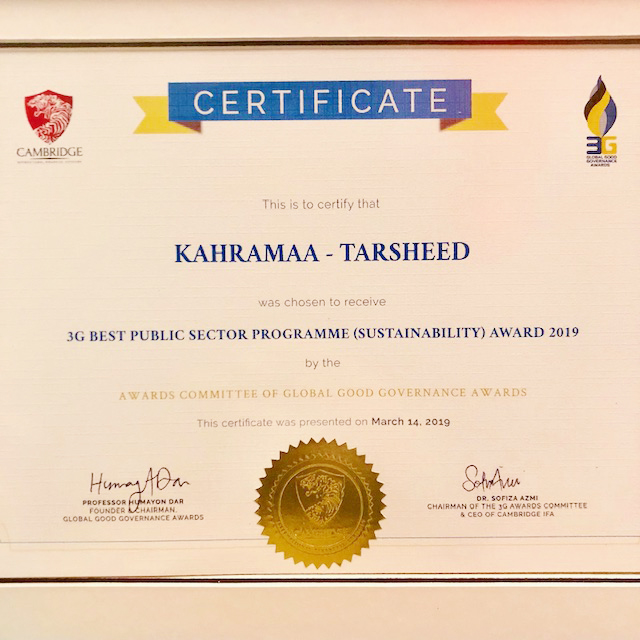 CERTIFICATE
CAMBRIDGE
3G
GLOBAL GOOD
GOVERNANCE
AWARDS
This is to certify that
KAHRAMAA - TARSHEED
was chosen to receive
3G BEST PUBLIC SECTOR PROGRAMME (SUSTAINABILITY) AWARD 2019
by the
AWARDS COMMITTEE OF GLOBAL GOOD GOVERNANCE AWARDS
This certificate was presented on March 14, 2019
PROFESSOR HUMAYON DAR
FOUNDER & CHAIRMAN,
GLOBAL GOOD GOVERNANCE AWARDS
DR. SOFIZA AZMI
CHAIRMAN OF THE 3G AWARDS COMMITTEE
& CEO OF CAMBRIDGE IFA